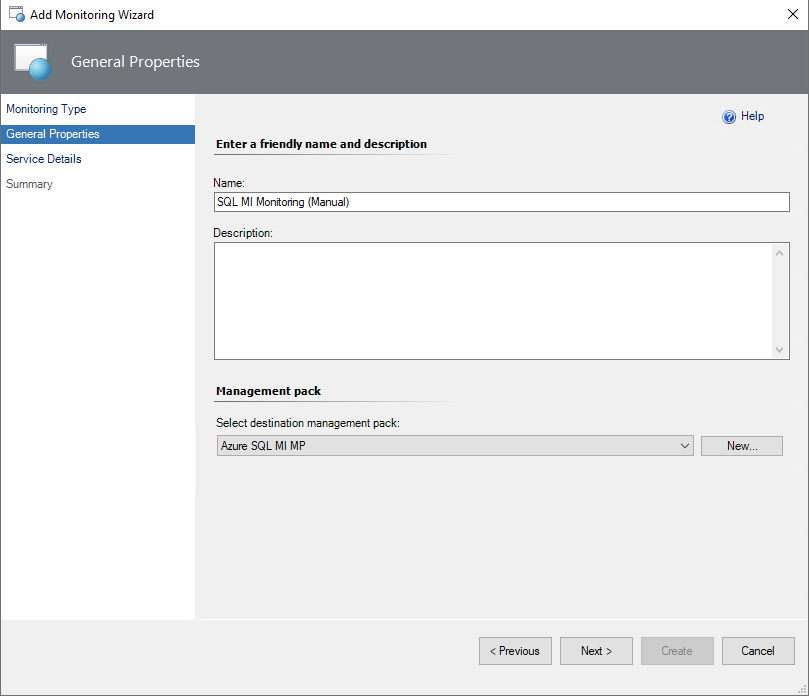 Add Monitoring Wizard
General Properties
Monitoring Type
General Properties
Service Details
Summary
Help
Enter a friendly name and description
Name:
SQL MI Monitoring (Manual)
Description:
Management pack
Select destination management pack:
Azure SQL MI MP
New...
< Previous
Next >
Create
Cancel